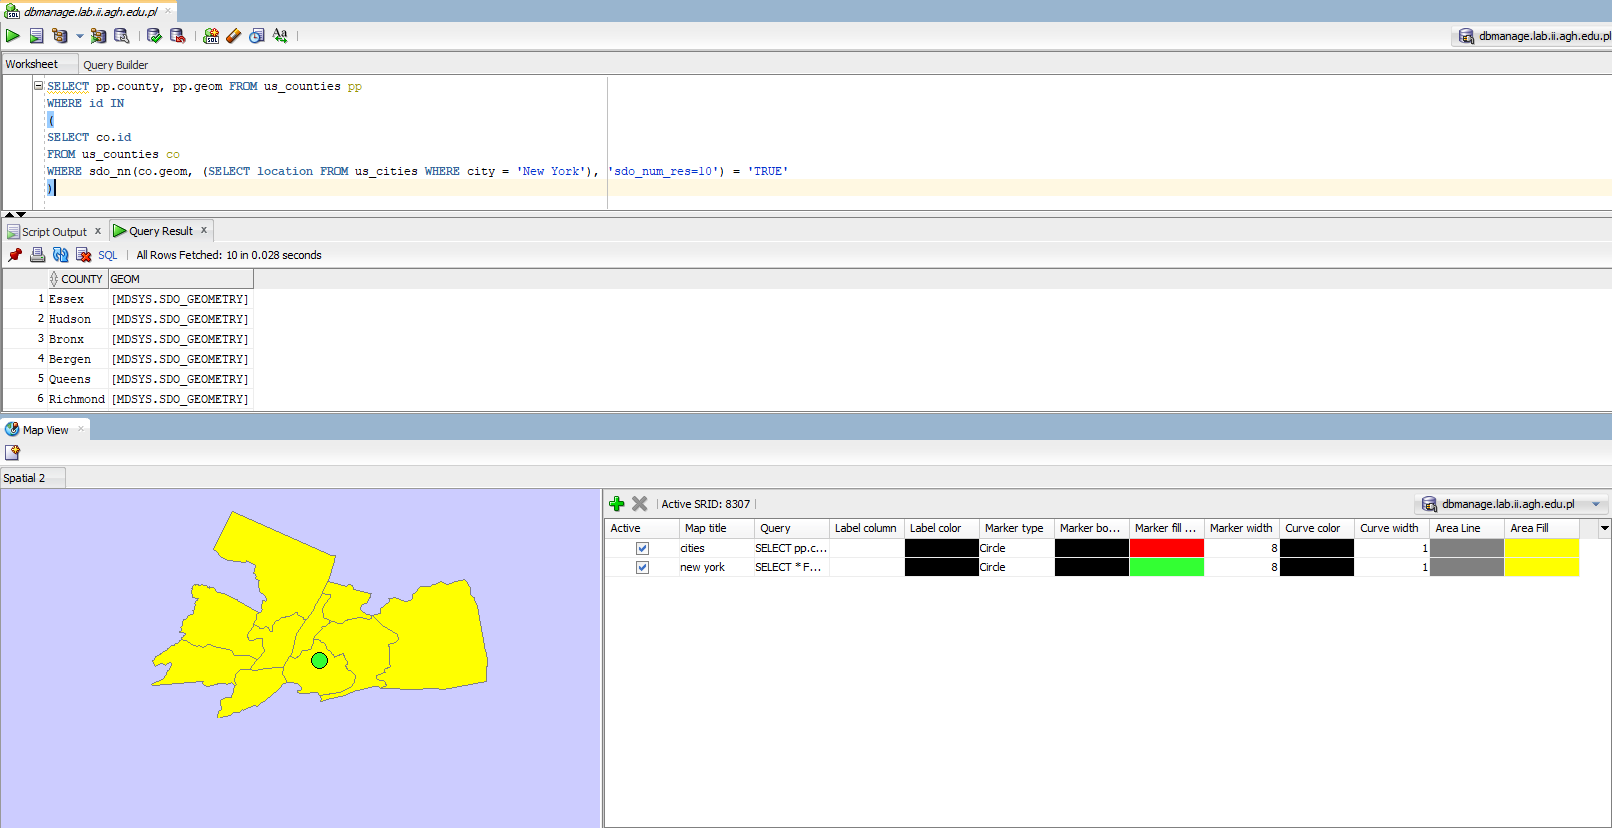 dbmanage.lab.ii.agh.edu.pl
dbmanage.lab.ii.agh.edu.pl
Worksheet Query Builder
SELECT pp.county, pp.geom FROM us_counties pp
WHERE id IN
(
SELECT co.id
FROM us_counties co
WHERE sdo_nn(co.geom, (SELECT location FROM us_cities WHERE city = 'New York'), 'sdo_num_res=10') = 'TRUE'
)
Script Output x Query Result x
SQL | All Rows Fetched: 10 in 0.028 seconds
COUNTY GEOM
1 Essex [MDSYS.SDO_GEOMETRY]
2 Hudson [MDSYS.SDO_GEOMETRY]
3 Bronx [MDSYS.SDO_GEOMETRY]
4 Bergen [MDSYS.SDO_GEOMETRY]
5 Queens [MDSYS.SDO_GEOMETRY]
6 Richmond [MDSYS.SDO_GEOMETRY]
Map View
Spatial 2
Active SRID: 8307
dbmanage.lab.ii.agh.edu.pl
Active Map title Query Label column Label color Marker type Marker bo... Marker fill ... Marker width Curve color Curve width Area Line Area Fill
cities SELECT pp.c... Circle 8 1
new york SELECT * F... Circle 8 1